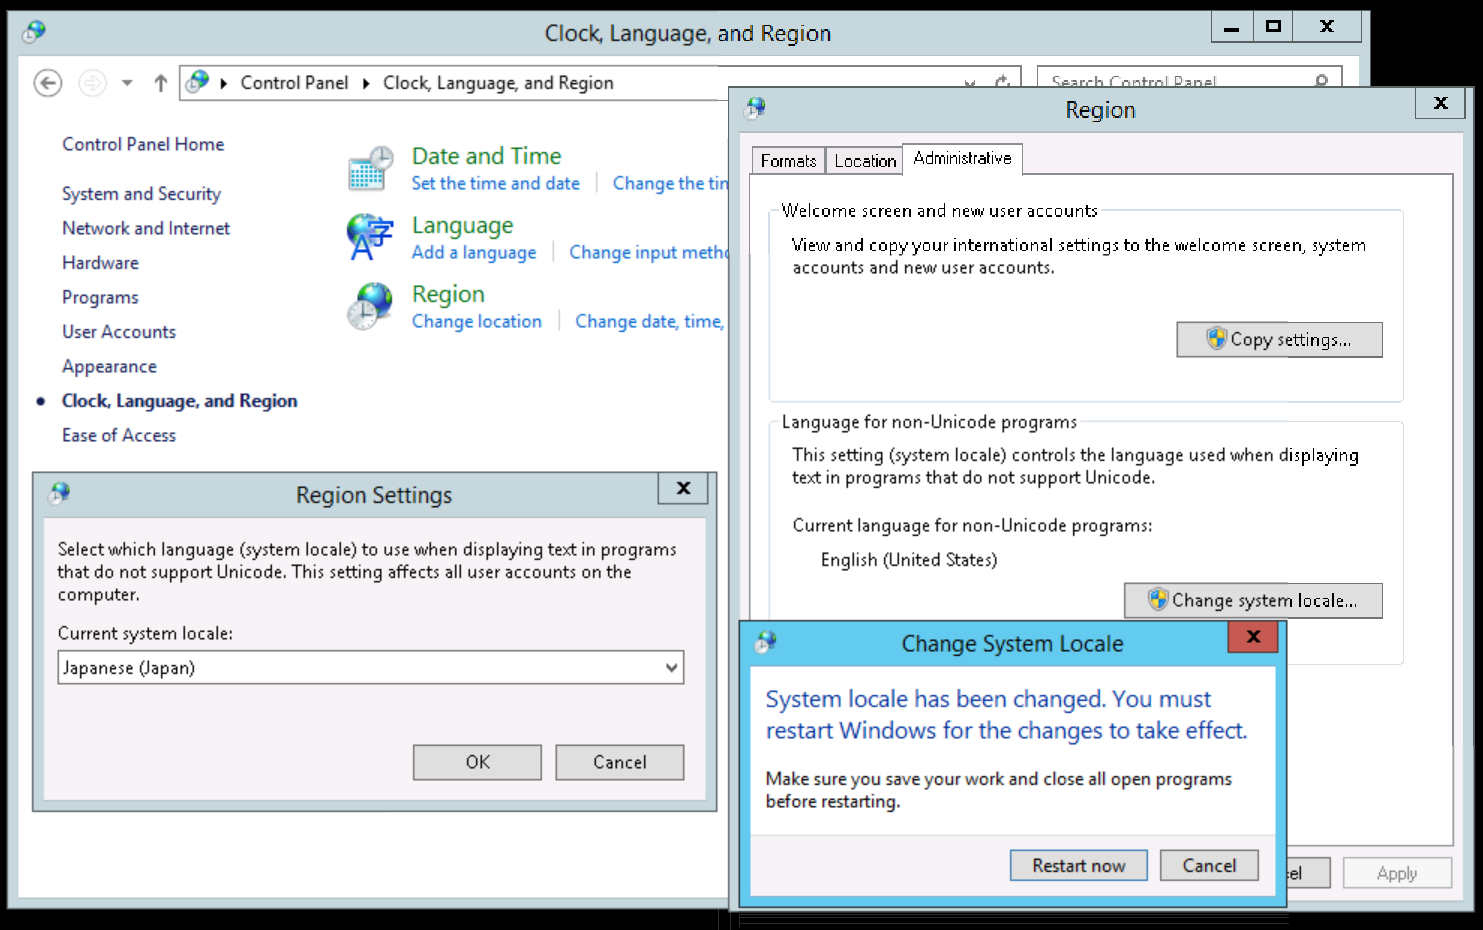 Clock, Language, and Region
Control Panel
Clock, Language, and Region
Search Control Panel
Control Panel Home
System and Security
Network and Internet
Hardware
Programs
User Accounts
Appearance
Clock, Language, and Region
Ease of Access
Date and Time
Set the time and date
Change the tin
Language
Add a language
Change input metho
Region
Change location
Change date, time,
Region Settings
Select which language (system locale) to use when displaying text in programs
that do not support Unicode. This setting affects all user accounts on the
computer.
Current system locale:
Japanese (Japan)
OK
Cancel
Region
Formats
Location
Administrative
Welcome screen and new user accounts
View and copy your international settings to the welcome screen, system
accounts and new user accounts.
Copy settings...
Language for non-Unicode programs
This setting (system locale) controls the language used when displaying
text in programs that do not support Unicode.
Current language for non-Unicode programs:
English (United States)
Change system locale...
Change System Locale
System locale has been changed. You must
restart Windows for the changes to take effect.
Make sure you save your work and close all open programs
before restarting.
Restart now
Cancel
el
Apply